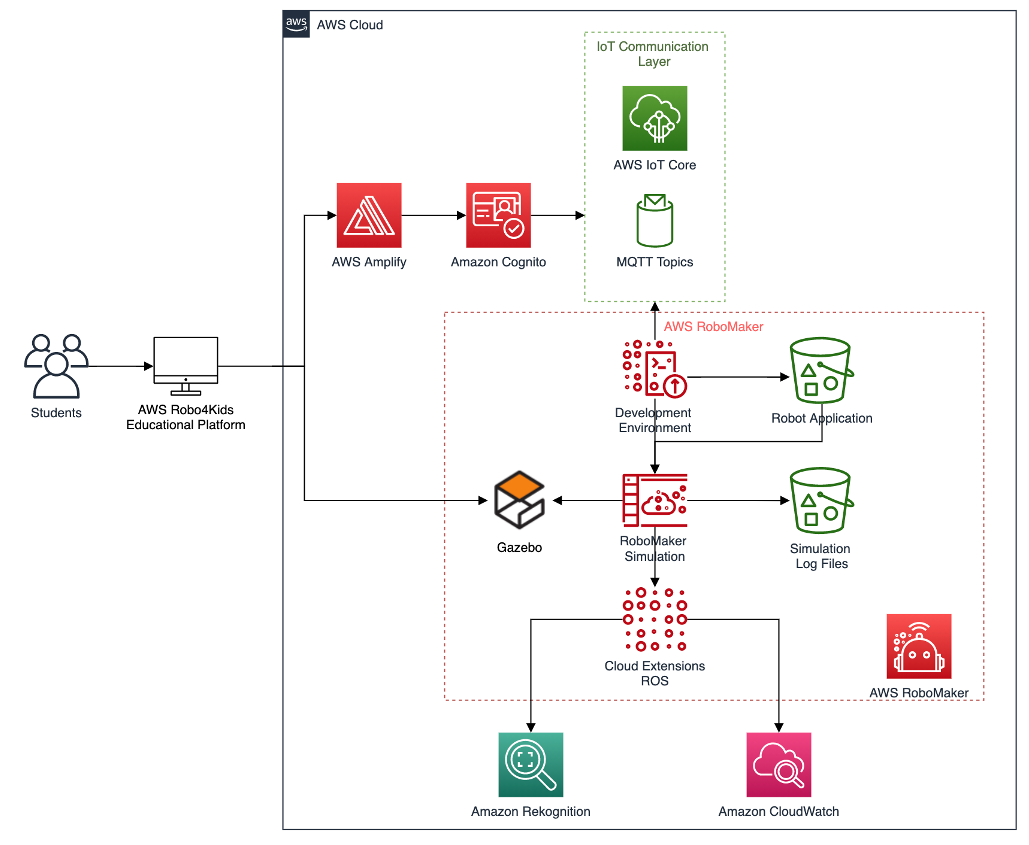 aws
AWS Cloud
IoT Communication
Layer
AWS IoT Core
MQTT Topics
AWS Amplify
Amazon Cognito
AWS RoboMaker
Students
AWS Robo4Kids
Educational Platform
Development
Environment
Robot Application
Gazebo
RoboMaker
Simulation
Simulation
Log Files
Cloud Extensions
ROS
AWS RoboMaker
Amazon Rekognition
Amazon CloudWatch